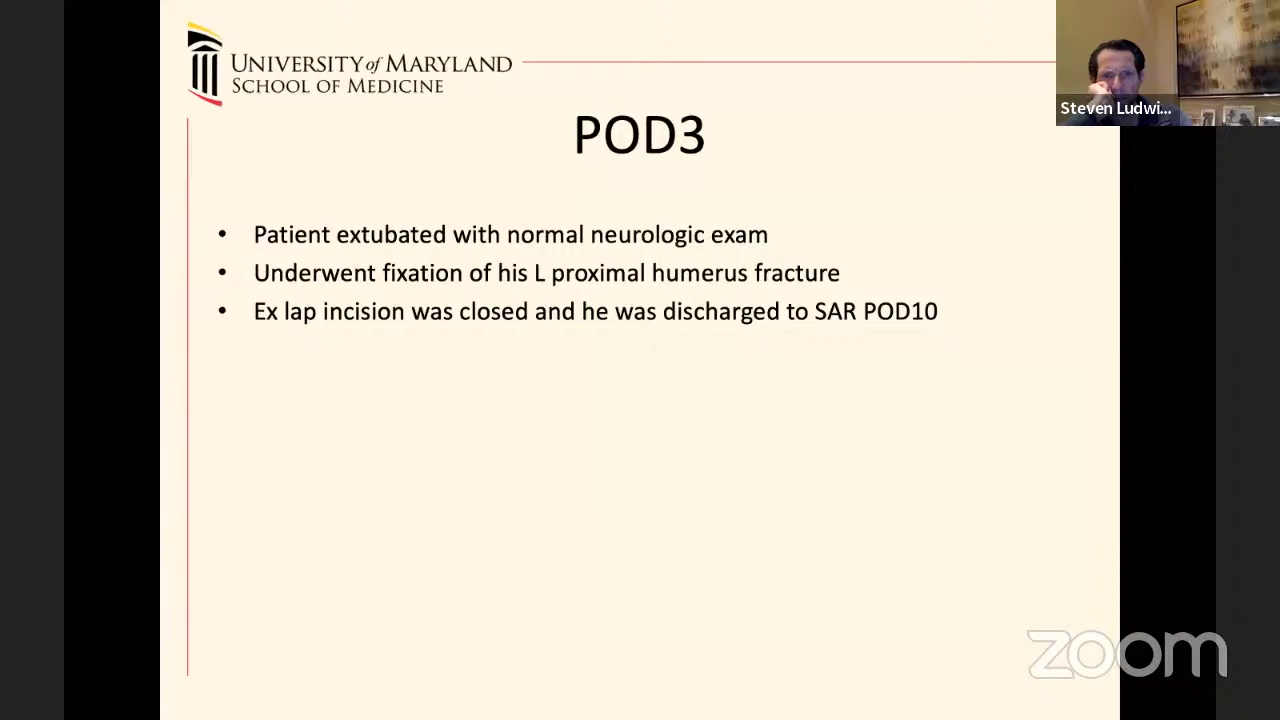 UNIVERSITY of MARYLAND
SCHOOL OF MEDICINE
Steven Ludwi...
POD3
• Patient extubated with normal neurologic exam
• Underwent fixation of his L proximal humerus fracture
• Ex lap incision was closed and he was discharged to SAR POD10
zoom